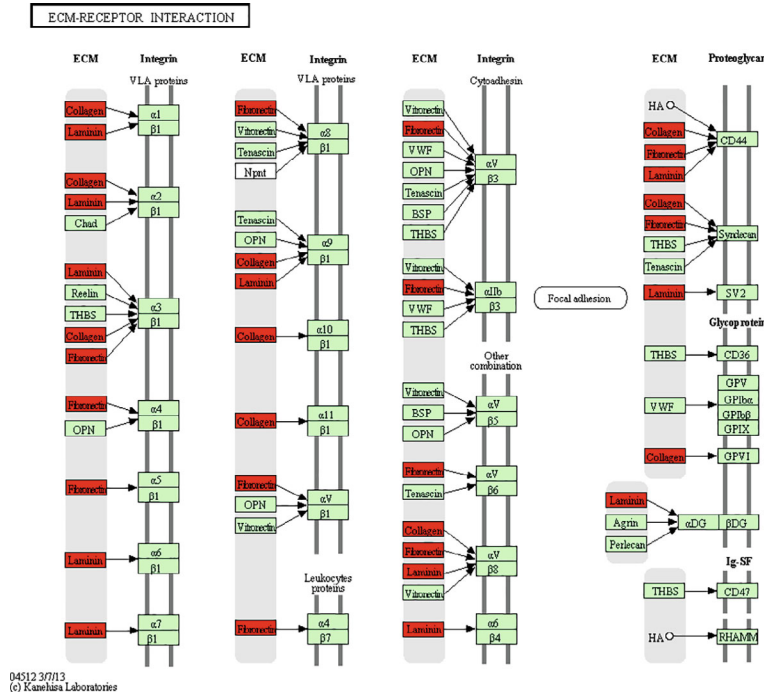 ECM-RECEPTOR INTERACTION
ECM
Integrin
VLA proteins
Collagen
Laminin
α1
β1
Collagen
Laminin
Chad
α2
β1
Laminin
Reelin
THBS
Collagen
Fibronectin
α3
β1
Fibronectin
OPN
α4
β1
Fibronectin
α5
β1
Laminin
α6
β1
Laminin
α7
β1
ECM
Integrin
VLA proteins
Fibronectin
Vitronectin
Tenascin
Npnt
α8
β1
Tenascin
OPN
Collagen
Laminin
α9
β1
Collagen
α10
β1
Collagen
α11
β1
Fibronectin
OPN
Vitronectin
αV
β1
Leukocytes
proteins
Fibronectin
α4
β7
ECM
Integrin
Cytoadhesin
Vitronectin
Fibronectin
VWF
OPN
Tenascin
BSP
THBS
αV
β3
Vitronectin
Fibronectin
VWF
THBS
αIIb
β3
Other
combination
Vitronectin
BSP
OPN
αV
β5
Fibronectin
Tenascin
αV
β6
Collagen
Fibronectin
Laminin
Vitronectin
αV
β8
Laminin
α6
β4
Focal adhesion
ECM
Proteoglycan
HA
Collagen
Fibronectin
Laminin
CD44
Collagen
Fibronectin
THBS
Tenascin
Syndecan
Laminin
SV2
Glycoprotein
THBS
CD36
VWF
GPV
GPIbα
GPIbβ
GPIX
Collagen
GPVI
Laminin
Agrin
Perlecan
αDG
βDG
Ig-SF
THBS
CD47
HA
RHAMM
04512 3/7/13
(c) Kanehisa Laboratories